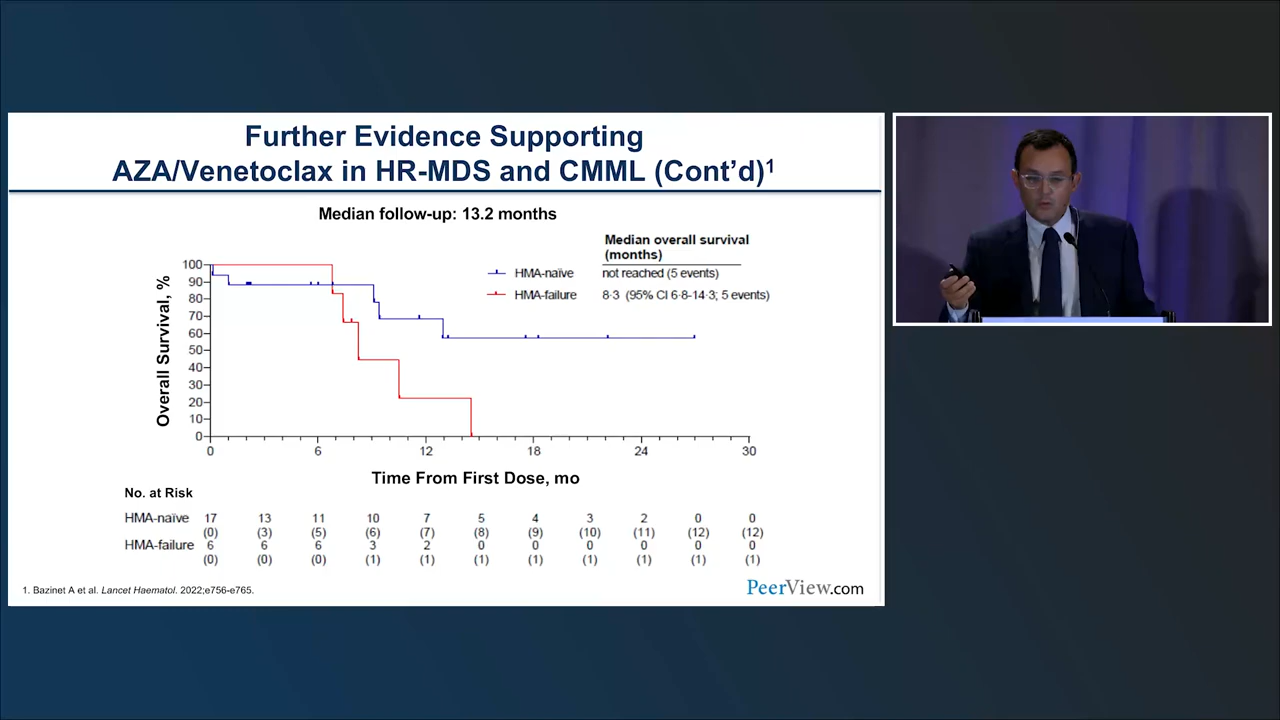 Further Evidence Supporting
AZA/Venetoclax in HR-MDS and CMML (Cont’d)1
Median follow-up: 13.2 months
Median overall survival
(months)
HMA-naïve not reached (5 events)
HMA-failure 8·3 (95% CI 6·8-14·3; 5 events)
Overall Survival, %
100
90
80
70
60
50
40
30
20
10
0
0 6 12 18 24 30
Time From First Dose, mo
No. at Risk
HMA-naïve 17 13 11 10 7 5 4 3 2 0 0
(0) (3) (5) (6) (7) (8) (9) (10) (11) (12) (12)
HMA-failure 6 6 6 3 2 0 0 0 0 0 0
(0) (0) (0) (1) (1) (1) (1) (1) (1) (1) (1)
1. Bazinet A et al. Lancet Haematol. 2022;e756-e765.
PeerView.com